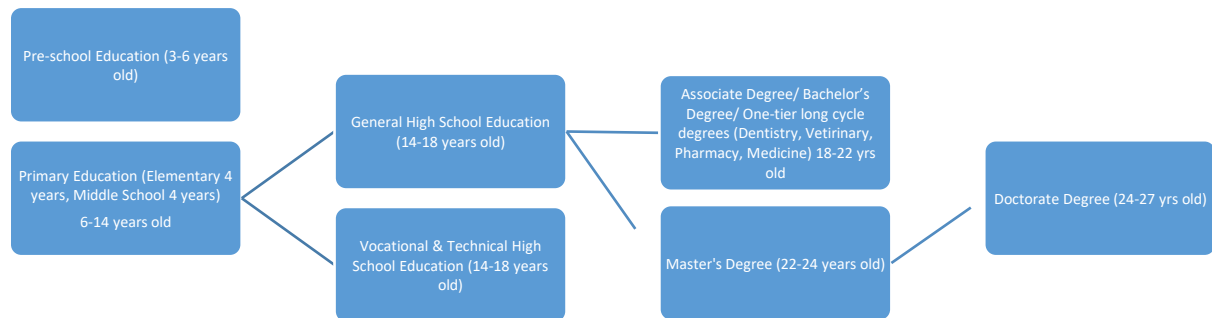 Pre-school Education (3-6 years
old)
Primary Education (Elementary 4
years, Middle School 4 years)
6-14 years old
General High School Education
(14-18 years old)
Vocational & Technical High
School Education (14-18 years
old)
Associate Degree/ Bachelor’s
Degree/ One-tier long cycle
degrees (Dentistry, Vetirinary,
Pharmacy, Medicine) 18-22 yrs
old
Master's Degree (22-24 years old)
Doctorate Degree (24-27 yrs old)